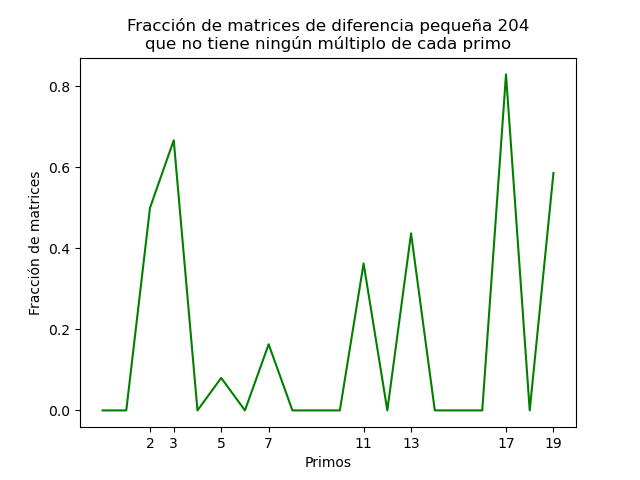 Fracción de matrices de diferencia pequeña 204
que no tiene ningún múltiplo de cada primo
Fracción de matrices
0.8
0.6
0.4
0.2
0.0
2 3 5 7 11 13 17 19
Primos